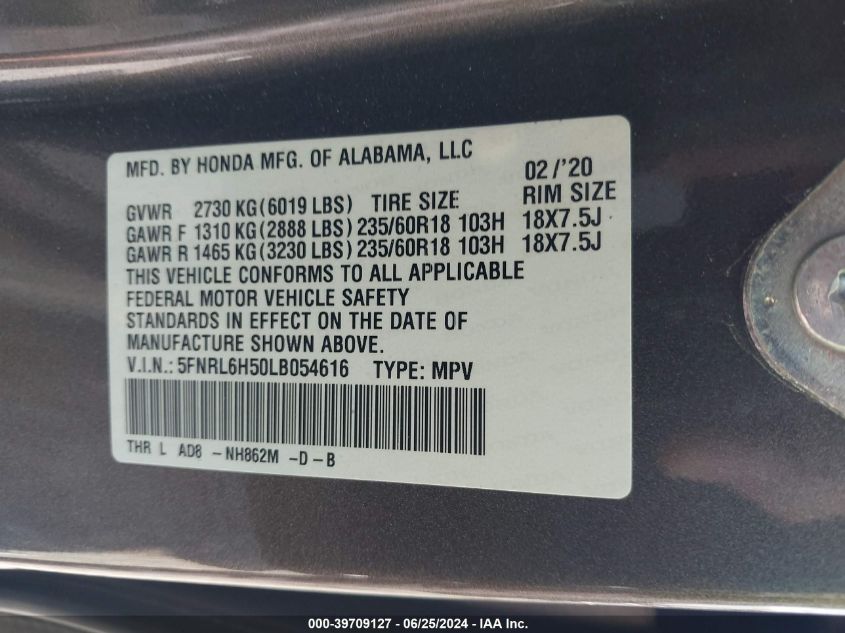 MFD. BY HONDA MFG. OF ALABAMA, LLC 02/'20
GVWR 2730 KG(6019 LBS) TIRE SIZE RIM SIZE
GAWR F 1310 KG(2888 LBS) 235/60R18 103H 18X7.5J
GAWR R 1465 KG(3230 LBS) 235/60R18 103H 18X7.5J
THIS VEHICLE CONFORMS TO ALL APPLICABLE
FEDERAL MOTOR VEHICLE SAFETY
STANDARDS IN EFFECT ON THE DATE OF
MANUFACTURE SHOWN ABOVE.
V.I.N.: 5FNRL6H50LB054616 TYPE: MPV
THR L AD8 -NH862M -D-B
000-39709127 - 06/25/2024 - IAA Inc.